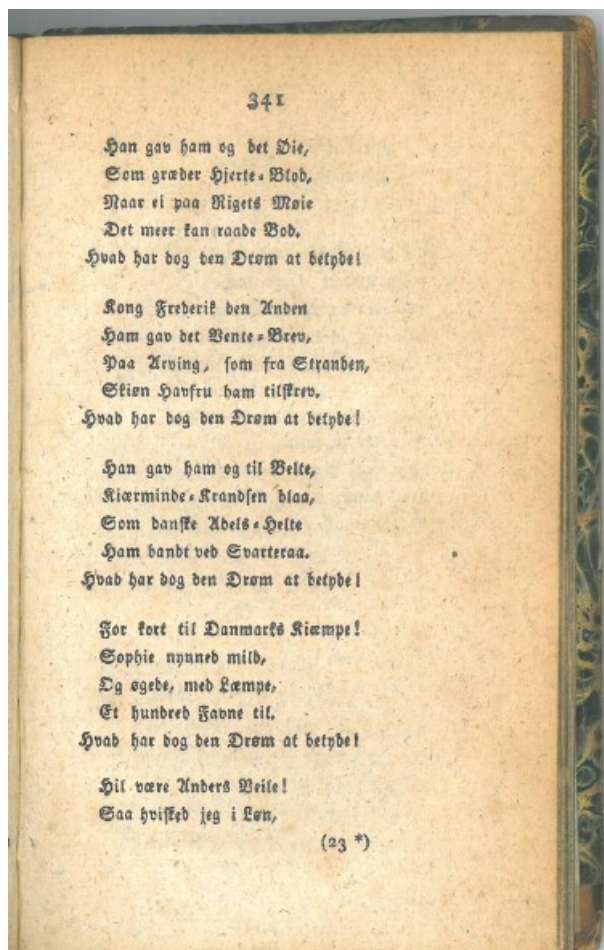 341
Han gav ham og det Øie,
Som græder Hjerte-Blod,
Naar ei paa Rigets Møie
Det meer kan raade Bod.
Hvad har dog den Drøm at betyde!
Kong Frederik den Anden
Ham gav det Vente-Brev,
Paa Arving, som fra Stranden,
Skiøn Havfru ham tilskrev.
Hvad har dog den Drøm at betyde!
Han gav ham og til Belte,
Kiærminde-Krandsen blaa,
Som danske Adels-Helte
Ham bandt ved Svarteraa.
Hvad har dog den Drøm at betyde!
For kort til Danmarks Kiæmpe!
Sophie nynned mild,
Og øgede, med Læmpe,
Et hundred Favne til.
Hvad har dog den Drøm at betyde!
Hil være Anders Veile!
Saa hvisked jeg i Løn,
(23 *)